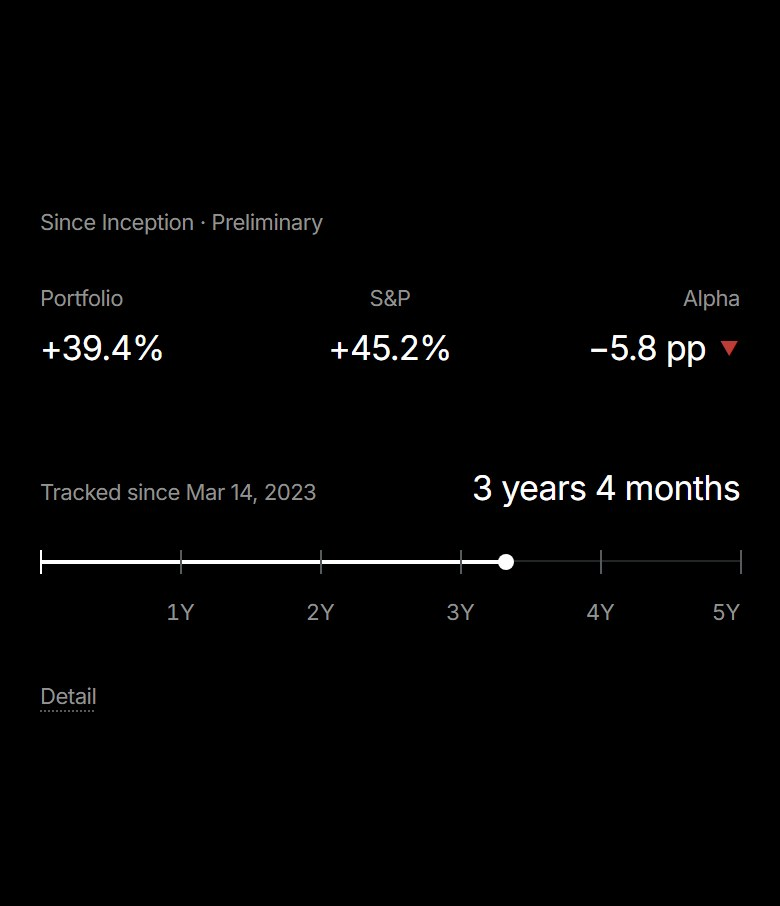 Since Inception · Preliminary
Portfolio S&P Alpha
+39.4% +45.2% −5.8 pp ▼
Tracked since Mar 14, 2023 3 years 4 months
1Y 2Y 3Y 4Y 5Y
Detail